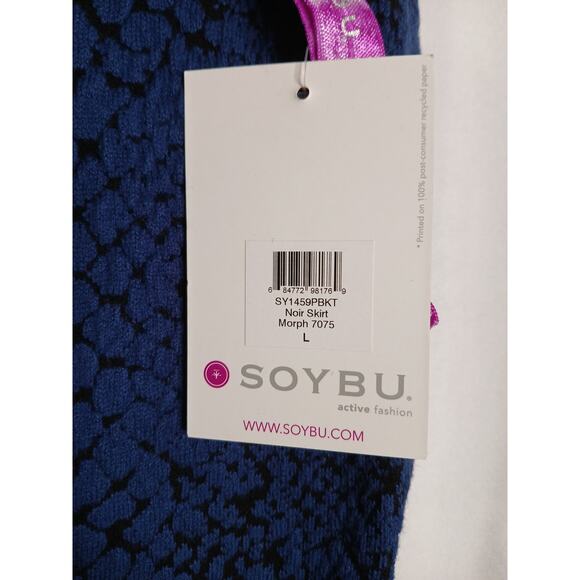 * Printed on 100% post-consumer recycled paper
6 84772 98176 9
SY1459PBKT
Noir Skirt
Morph 7075
L
SOYBU®
active fashion
WWW.SOYBU.COM